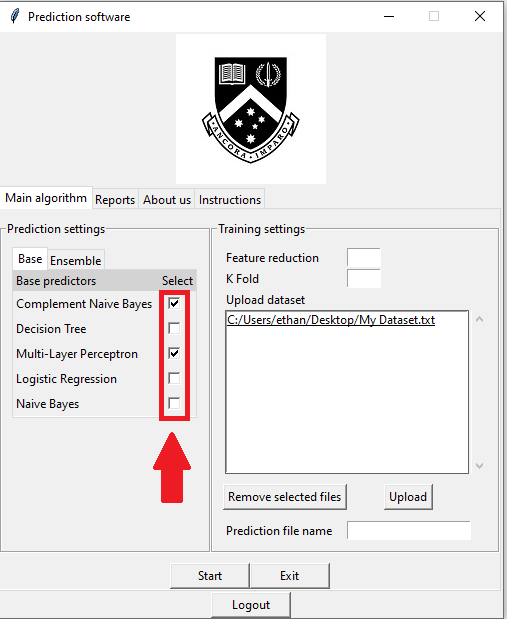 Prediction software
ANCORA IMPARO
Main algorithm Reports About us Instructions
Prediction settings
Base Ensemble
Base predictors Select
Complement Naive Bayes
Decision Tree
Multi-Layer Perceptron
Logistic Regression
Naive Bayes
Training settings
Feature reduction
K Fold
Upload dataset
C:/Users/ethan/Desktop/My Dataset.txt
Remove selected files Upload
Prediction file name
Start Exit
Logout